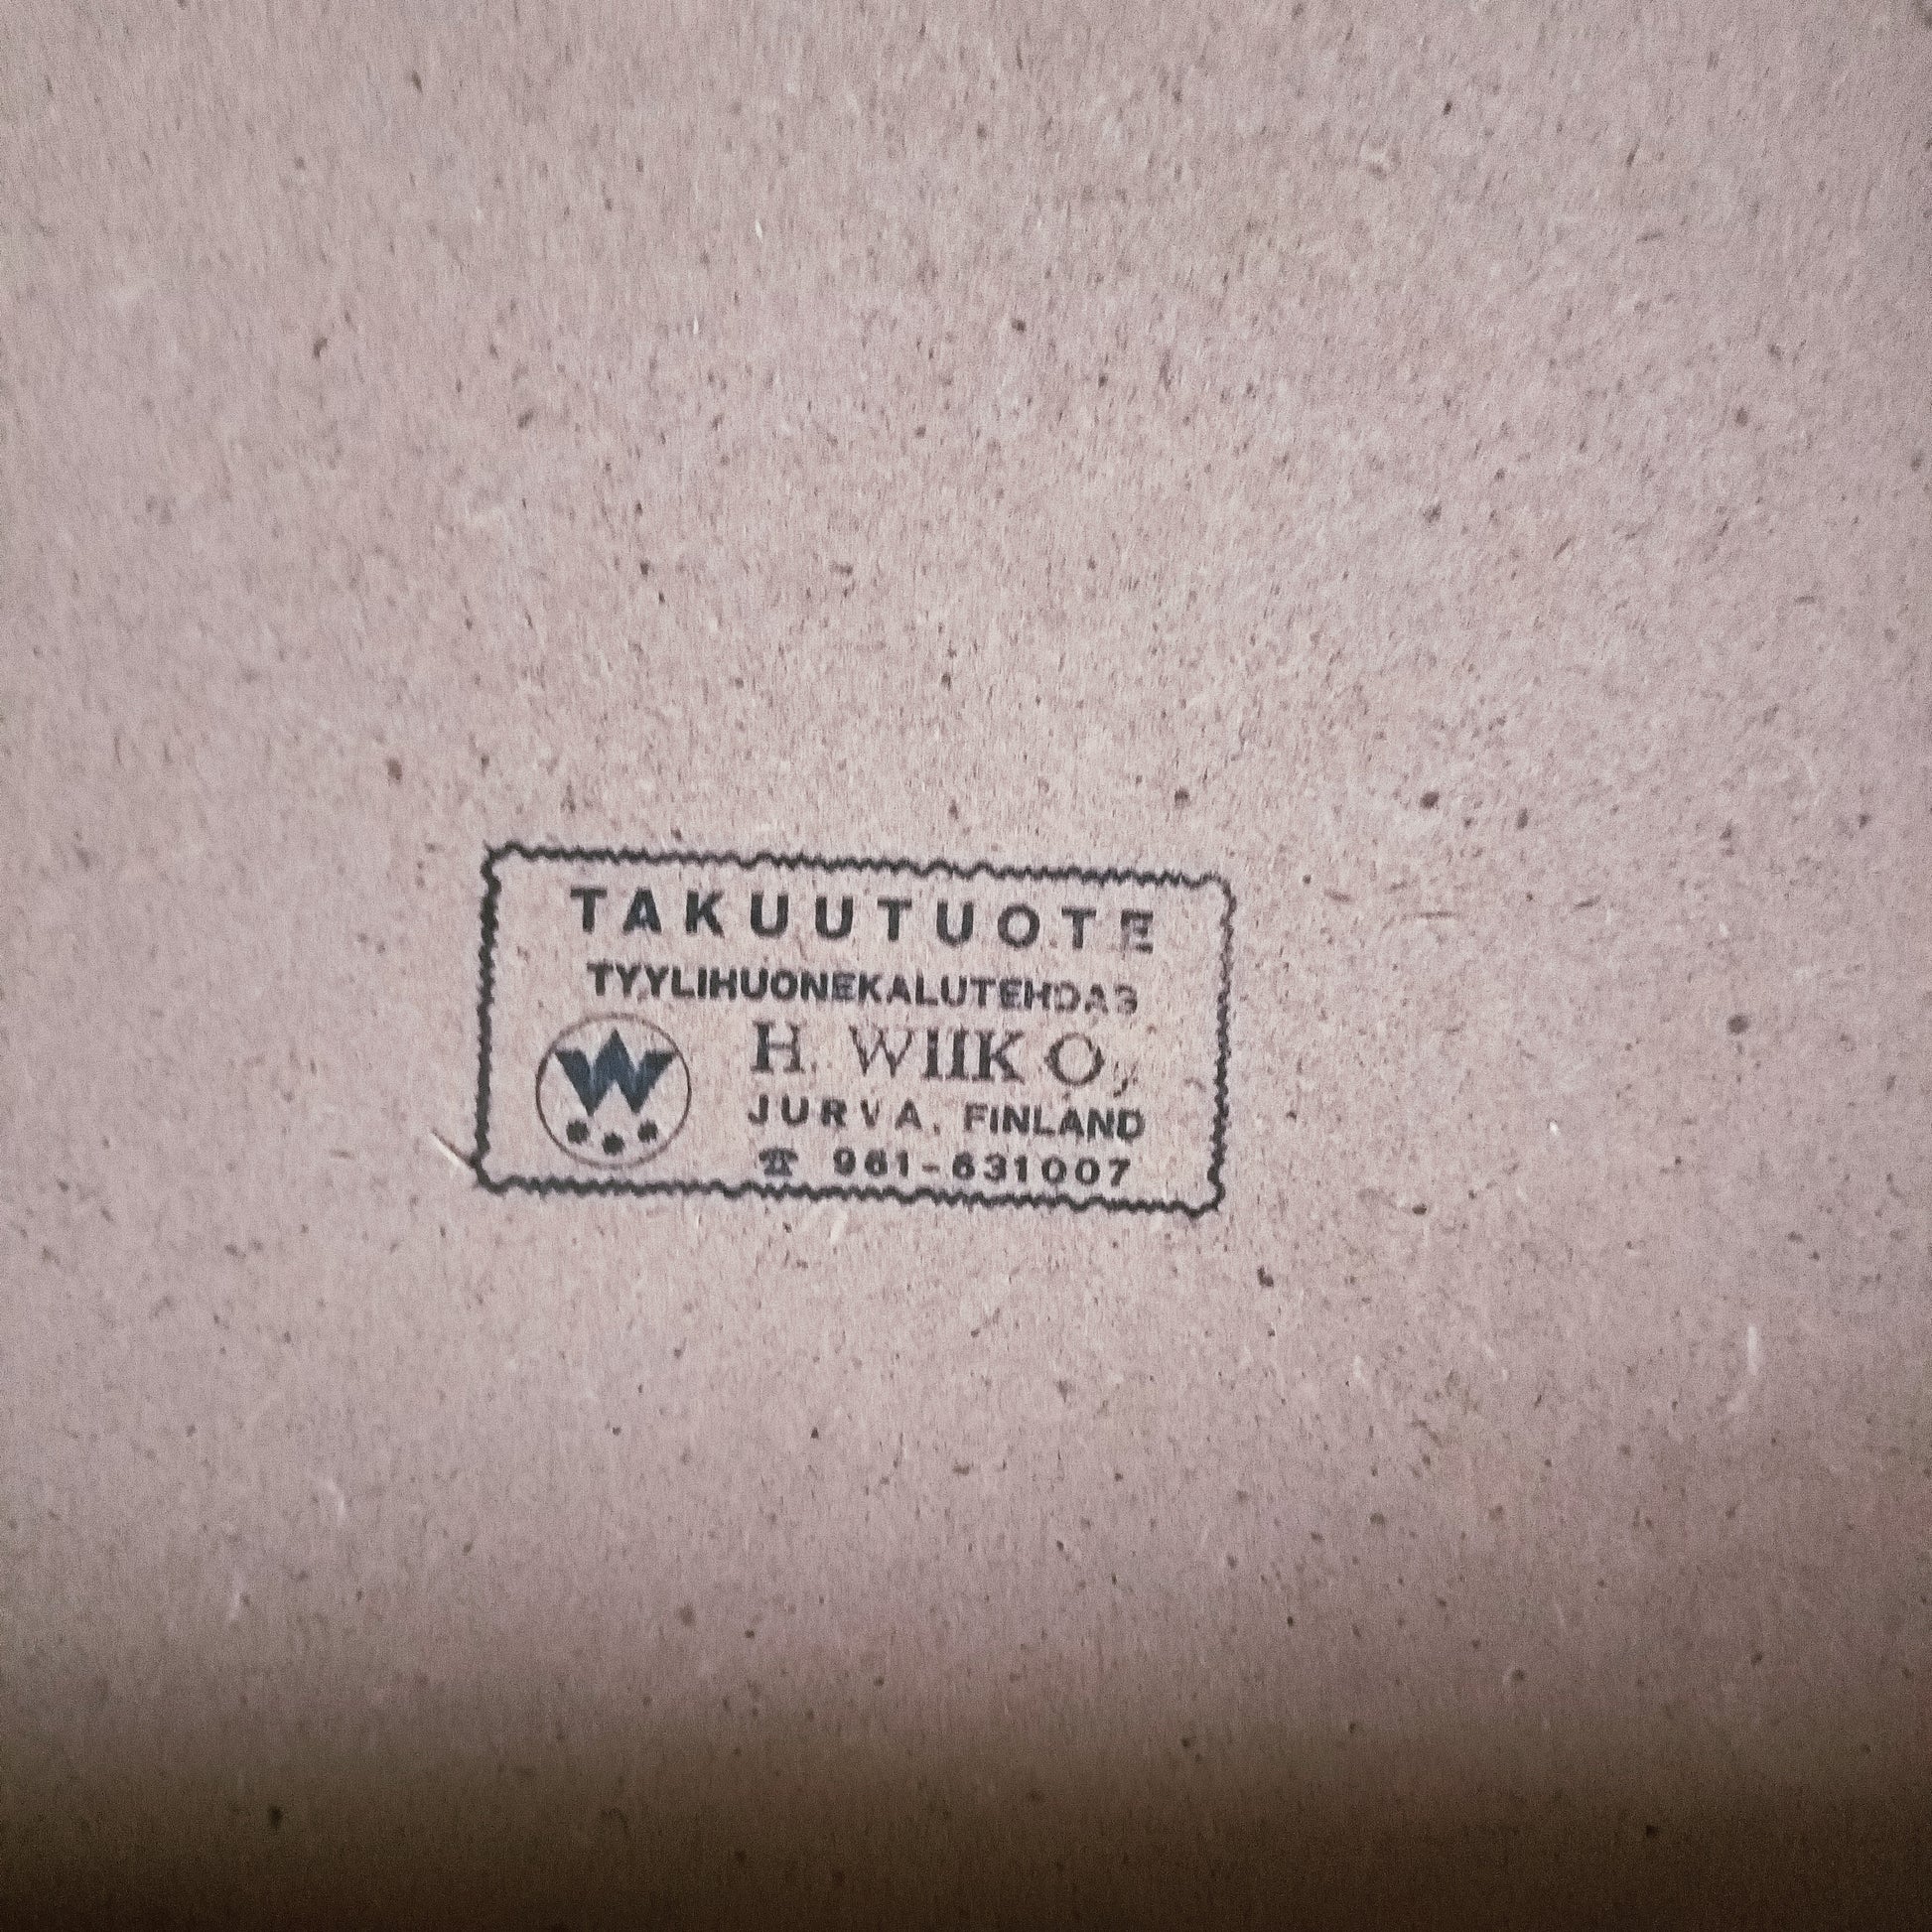 TAKUUTUOTE
TYYLIHUONEKALUTEHDAS
W
H. WIIK Oy
JURVA, FINLAND
☎ 961-631007